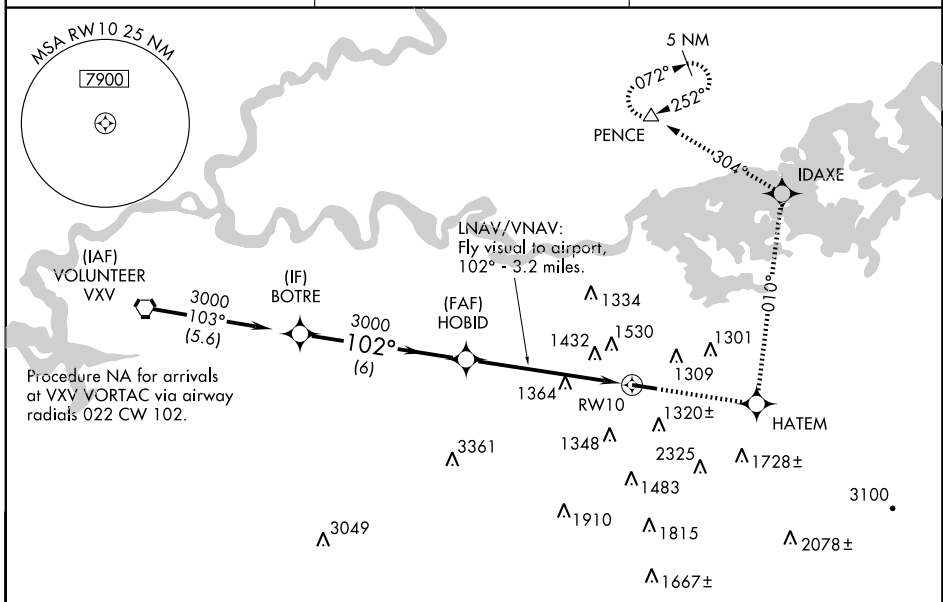 MSA RW10 25 NM
7900
5 NM
072°
252°
PENCE
304°
IDAXE
010°
LNAV/VNAV:
Fly visual to airport,
102° - 3.2 miles.
(IAF)
VOLUNTEER
VXV
3000
103°
(5.6)
(IF)
BOTRE
3000
102°
(6)
(FAF)
HOBID
1334
1432
1530
1301
1309
1364
RW10
1320±
HATEM
Procedure NA for arrivals
at VXV VORTAC via airway
radials 022 CW 102.
3361
1348
2325
1728±
1483
3100
3049
1910
1815
2078±
1667±